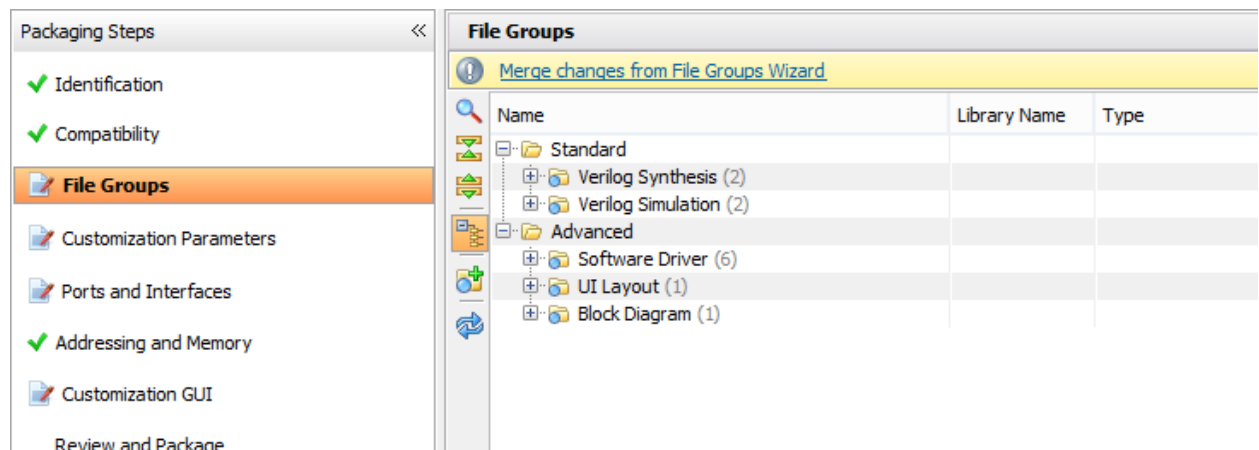 Packaging Steps
Identification
Compatibility
File Groups
Customization Parameters
Ports and Interfaces
Addressing and Memory
Customization GUI
Review and Package
File Groups
Merge changes from File Groups Wizard
Name Library Name Type
Standard
Verilog Synthesis (2)
Verilog Simulation (2)
Advanced
Software Driver (6)
UI Layout (1)
Block Diagram (1)